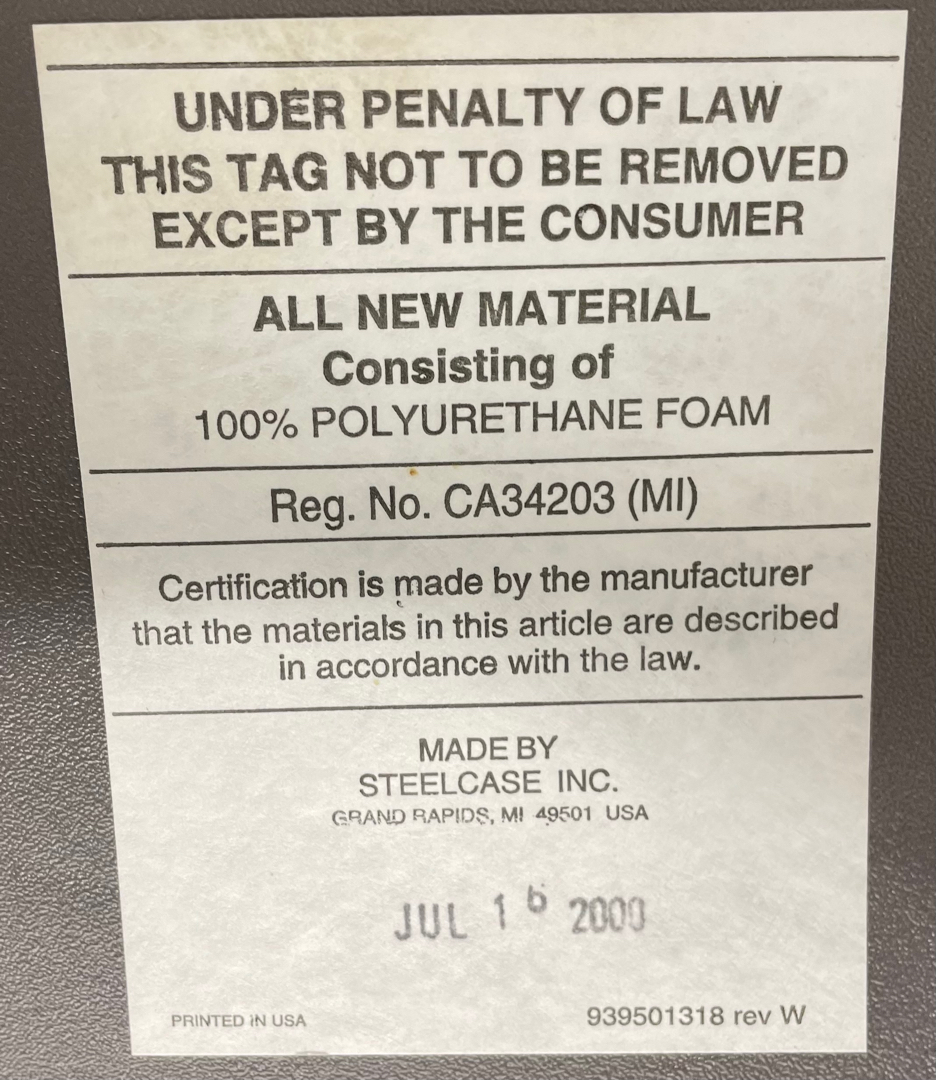 UNDER PENALTY OF LAW
THIS TAG NOT TO BE REMOVED
EXCEPT BY THE CONSUMER
ALL NEW MATERIAL
Consisting of
100% POLYURETHANE FOAM
Reg. No. CA34203 (MI)
Certification is made by the manufacturer
that the materials in this article are described
in accordance with the law.
MADE BY
STEELCASE INC.
GRAND RAPIDS, MI 49501 USA
JUL 16 2000
PRINTED IN USA
939501318 rev W